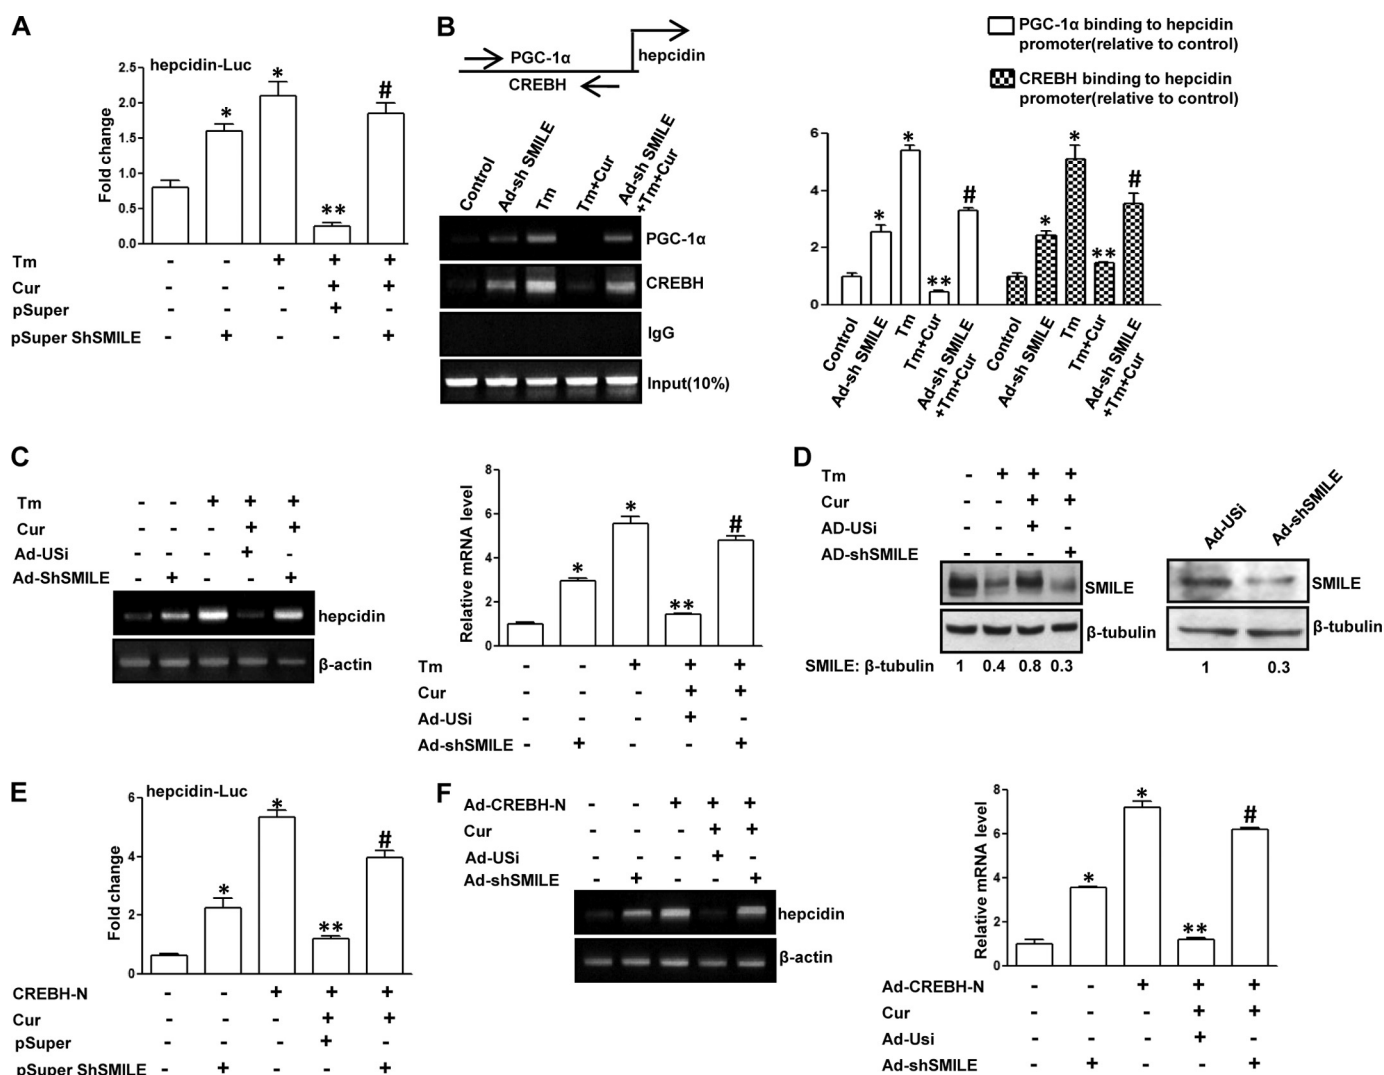 A
hepcidin-Luc
Fold change
2.5
2.0
1.5
1.0
0.5
0.0
*
*
**
#
Tm - - + + +
Cur - - - + +
pSuper - - - + -
pSuper ShSMILE - + - - +
B
PGC-1α
hepcidin
CREBH
Control
Ad-sh SMILE
Tm
Tm+Cur
Ad-sh SMILE
+Tm+Cur
PGC-1α
CREBH
IgG
Input(10%)
PGC-1α binding to hepcidin
promoter(relative to control)
CREBH binding to hepcidin
promoter(relative to control)
6
4
2
0
*
*
**
#
*
*
**
#
Control
Ad-sh SMILE
Tm
Tm+Cur
Ad-sh SMILE
+Tm+Cur
Control
Ad-sh SMILE
Tm
Tm+Cur
Ad-sh SMILE
+Tm+Cur
C
Tm - - + + +
Cur - - - + +
Ad-USi - - - + -
Ad-ShSMILE - + - - +
hepcidin
β-actin
Relative mRNA level
8
6
4
2
0
*
*
**
#
Tm - - + + +
Cur - - - + +
Ad-USi - - - + -
Ad-shSMILE - + - - +
D
Tm - + + +
Cur - - + +
AD-USi - - + -
AD-shSMILE - - - +
SMILE
β-tubulin
SMILE: β-tubulin 1 0.4 0.8 0.3
Ad-USi
Ad-shSMILE
SMILE
β-tubulin
1 0.3
E
hepcidin-Luc
Fold change
6
4
2
0
*
*
**
#
CREBH-N - - + + +
Cur - - - + +
pSuper - - - + -
pSuper ShSMILE - + - - +
F
Ad-CREBH-N - - + + +
Cur - - - + +
Ad-USi - - - + -
Ad-shSMILE - + - - +
hepcidin
β-actin
Relative mRNA level
8
6
4
2
0
*
*
**
#
Ad-CREBH-N - - + + +
Cur - - - + +
Ad-Usi - - - + -
Ad-shSMILE - + - - +